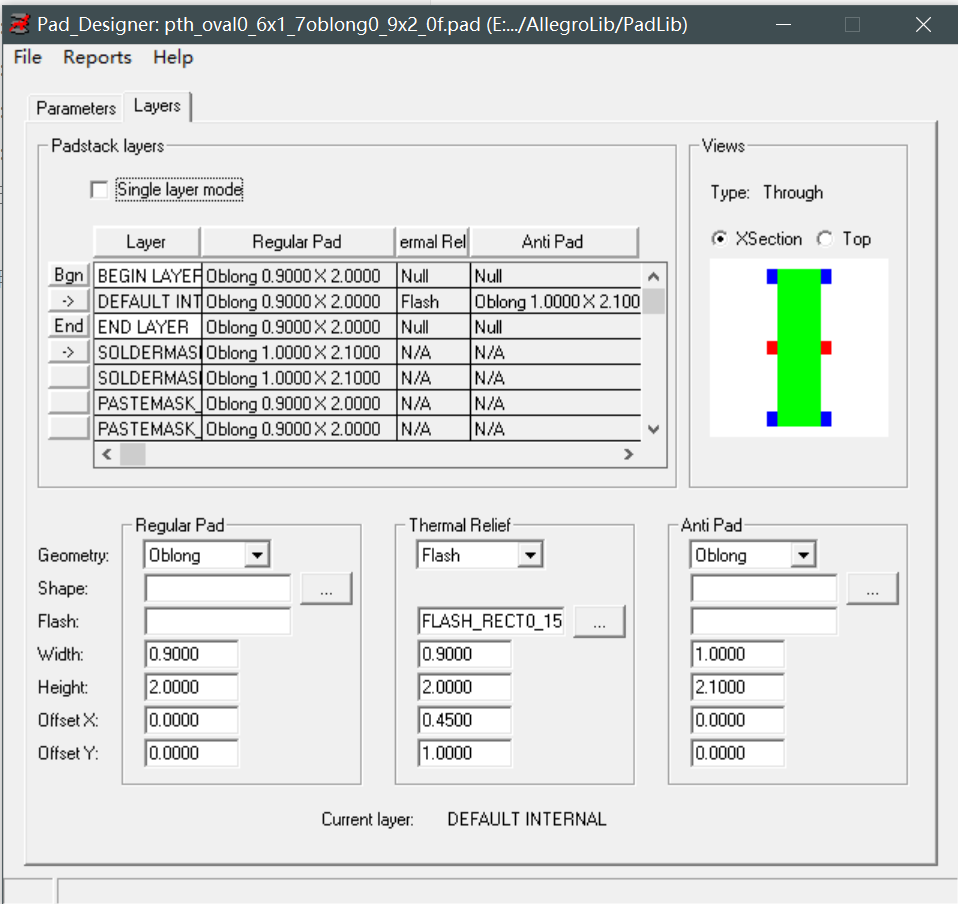 Pad_Designer: pth_oval0_6x1_7oblong0_9x2_0f.pad (E:.../AllegroLib/PadLib)
File Reports Help
Parameters Layers
Padstack layers
Single layer mode
Layer Regular Pad ermal Rel Anti Pad
Bgn BEGIN LAYER Oblong 0.9000 X 2.0000 Null Null
-> DEFAULT INT Oblong 0.9000 X 2.0000 Flash Oblong 1.0000 X 2.100
End END LAYER Oblong 0.9000 X 2.0000 Null Null
-> SOLDERMAS Oblong 1.0000 X 2.1000 N/A N/A
SOLDERMAS Oblong 1.0000 X 2.1000 N/A N/A
PASTEMASK_ Oblong 0.9000 X 2.0000 N/A N/A
PASTEMASK_ Oblong 0.9000 X 2.0000 N/A N/A
Views
Type: Through
XSection Top
Regular Pad Thermal Relief Anti Pad
Geometry: Oblong Flash Oblong
Shape: ... ...
Flash: FLASH_RECT0_15 ...
Width: 0.9000 0.9000 1.0000
Height: 2.0000 2.0000 2.1000
Offset X: 0.0000 0.4500 0.0000
Offset Y: 0.0000 1.0000 0.0000
Current layer: DEFAULT INTERNAL